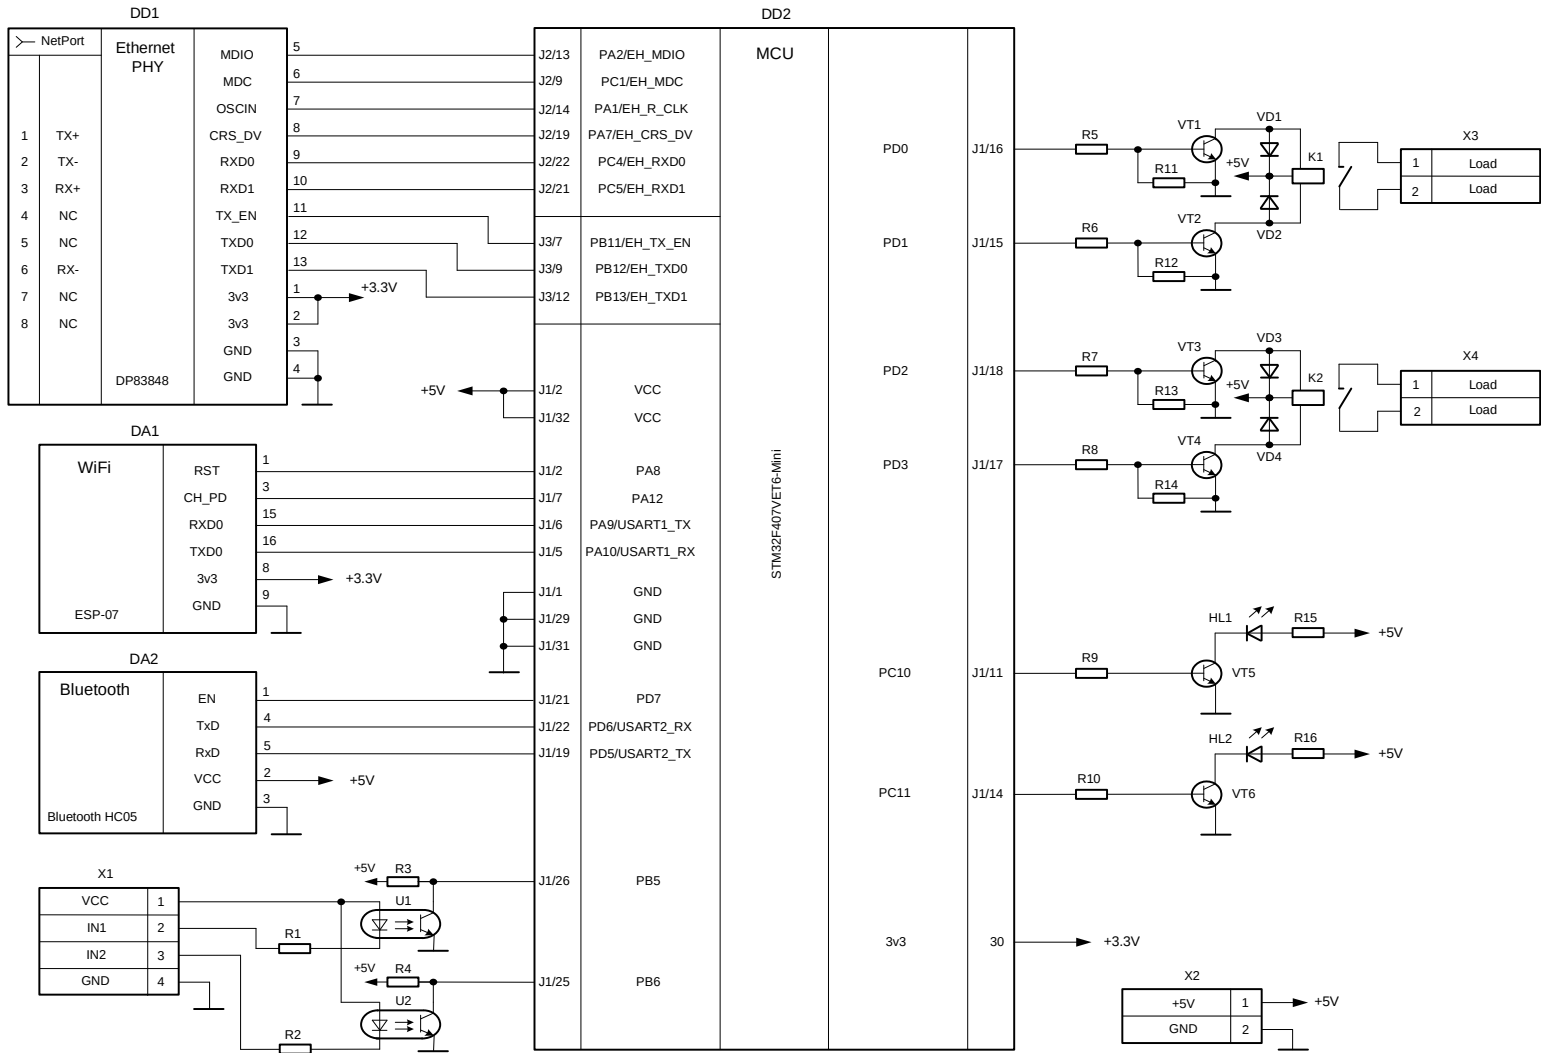 DD1
NetPort
Ethernet
PHY
MDIO 5
MDC 6
OSCIN 7
1 TX+ CRS_DV 8
2 TX- RXD0 9
3 RX+ RXD1 10
4 NC TX_EN 11
5 NC TXD0 12
6 RX- TXD1 13
7 NC 3v3 1 +3.3V
8 NC 3v3 2
GND 3
GND 4
DP83848
DA1
WiFi
RST 1
CH_PD 3
RXD0 15
TXD0 16
3v3 8 +3.3V
GND 9
ESP-07
DA2
Bluetooth
EN 1
TxD 4
RxD 5
VCC 2 +5V
GND 3
Bluetooth HC05
X1
VCC 1
IN1 2
IN2 3
GND 4
R1
R2
+5V R3
U1
+5V R4
U2
DD2
MCU
STM32F407VET6-Mini
J2/13 PA2/EH_MDIO
J2/9 PC1/EH_MDC
J2/14 PA1/EH_R_CLK
J2/19 PA7/EH_CRS_DV
J2/22 PC4/EH_RXD0
J2/21 PC5/EH_RXD1
J3/7 PB11/EH_TX_EN
J3/9 PB12/EH_TXD0
J3/12 PB13/EH_TXD1
+5V J1/2 VCC
J1/32 VCC
J1/2 PA8
J1/7 PA12
J1/6 PA9/USART1_TX
J1/5 PA10/USART1_RX
J1/1 GND
J1/29 GND
J1/31 GND
J1/21 PD7
J1/22 PD6/USART2_RX
J1/19 PD5/USART2_TX
J1/26 PB5
J1/25 PB6
PD0 J1/16
PD1 J1/15
PD2 J1/18
PD3 J1/17
PC10 J1/11
PC11 J1/14
3v3 30 +3.3V
R5 VT1 VD1
R11 +5V K1
R6 VT2 VD2
R12
X3
1 Load
2 Load
R7 VT3 VD3
R13 +5V K2
R8 VT4 VD4
R14
X4
1 Load
2 Load
HL1 R15 +5V
R9 VT5
HL2 R16 +5V
R10 VT6
X2
+5V 1 +5V
GND 2